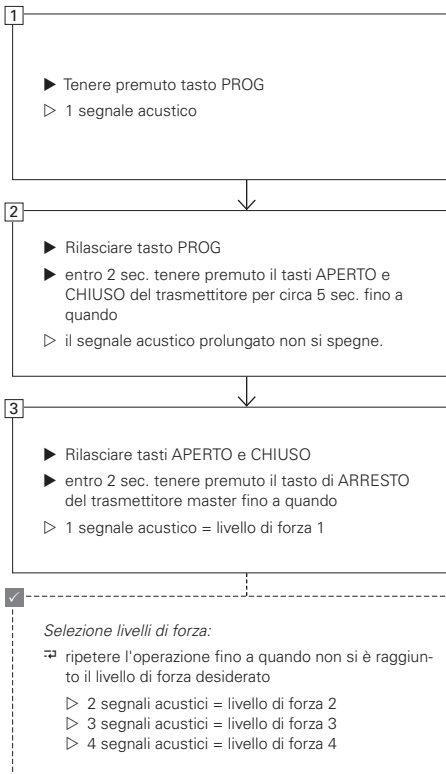 1
▶ Tenere premuto tasto PROG
▷ 1 segnale acustico
2
▶ Rilasciare tasto PROG
▶ entro 2 sec. tenere premuto il tasti APERTO e
CHIUSO del trasmettitore per circa 5 sec. fino a
quando
▷ il segnale acustico prolungato non si spegne.
3
▶ Rilasciare tasti APERTO e CHIUSO
▶ entro 2 sec. tenere premuto il tasto di ARRESTO
del trasmettitore master fino a quando
▷ 1 segnale acustico = livello di forza 1
Selezione livelli di forza:
ripetere l'operazione fino a quando non si è raggiun-
to il livello di forza desiderato
▷ 2 segnali acustici = livello di forza 2
▷ 3 segnali acustici = livello di forza 3
▷ 4 segnali acustici = livello di forza 4